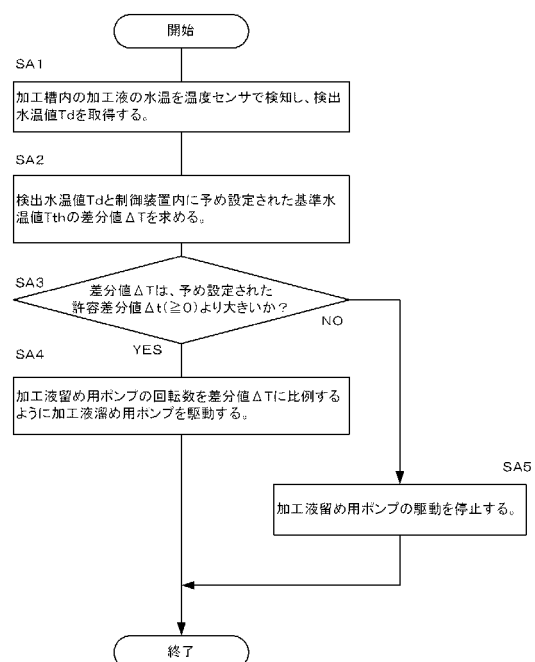 開始
SA1
加工槽内の加工液の水温を温度センサで検知し、検出
水温値Tdを取得する。
SA2
検出水温値Tdと制御装置内に予め設定された基準水
温値Tthの差分値ΔTを求める。
SA3
差分値ΔTは、予め設定された
許容差分値Δt(≧0)より大きいか？
NO
YES
SA4
加工液留め用ポンプの回転数を差分値ΔTに比例する
ように加工液溜め用ポンプを駆動する。
SA5
加工液留め用ポンプの駆動を停止する。
終了